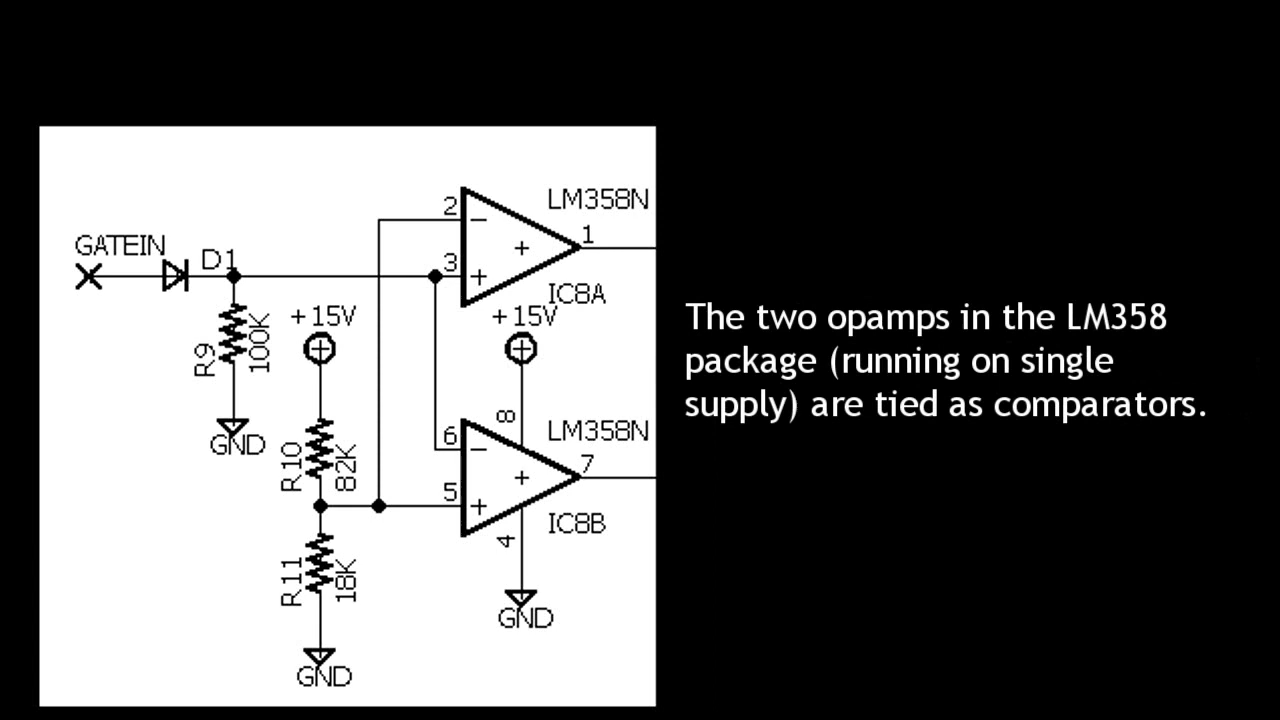 LM358N
2
1
GATEIN
D1
3
IC8A
+15V
+15V
R9
100K
8
GND
LM358N
6
7
R10
82K
5
IC8B
4
R11
18K
GND
GND
The two opamps in the LM358
package (running on single
supply) are tied as comparators.